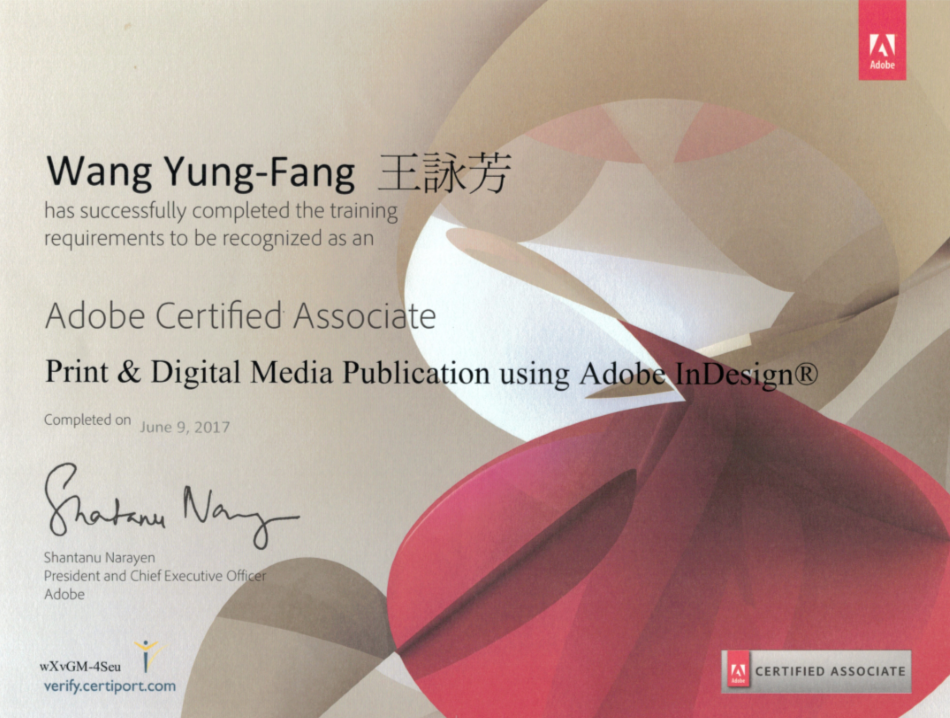 Adobe
Wang Yung-Fang 王詠芳
has successfully completed the training
requirements to be recognized as an
Adobe Certified Associate
Print & Digital Media Publication using Adobe InDesign®
Completed on June 9, 2017
Shantanu Narayen
Shantanu Narayen
President and Chief Executive Officer
Adobe
wXvGM-4Seu
verify.certiport.com
Adobe
CERTIFIED ASSOCIATE